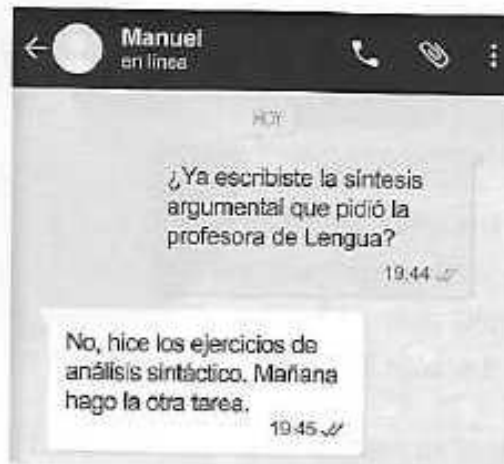 Manuel
en línea
HOY
¿Ya escribiste la síntesis
argumental que pidió la
profesora de Lengua?
19.44
No, hice los ejercicios de
análisis sintáctico. Mañana
hago la otra tarea.
19.45